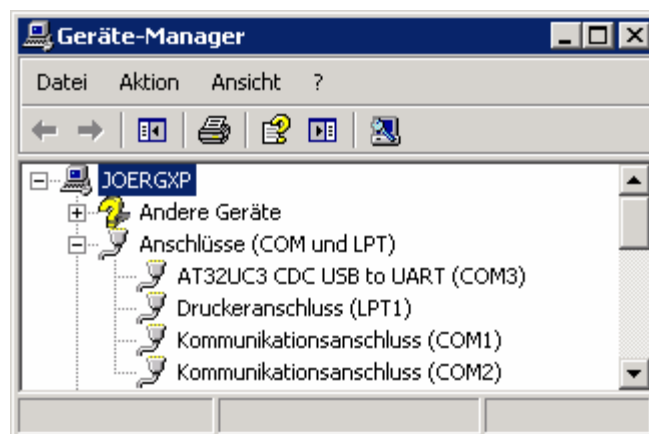 Geräte-Manager
Datei Aktion Ansicht ?
JOERGXP
Andere Geräte
Anschlüsse (COM und LPT)
AT32UC3 CDC USB to UART (COM3)
Druckeranschluss (LPT1)
Kommunikationsanschluss (COM1)
Kommunikationsanschluss (COM2)